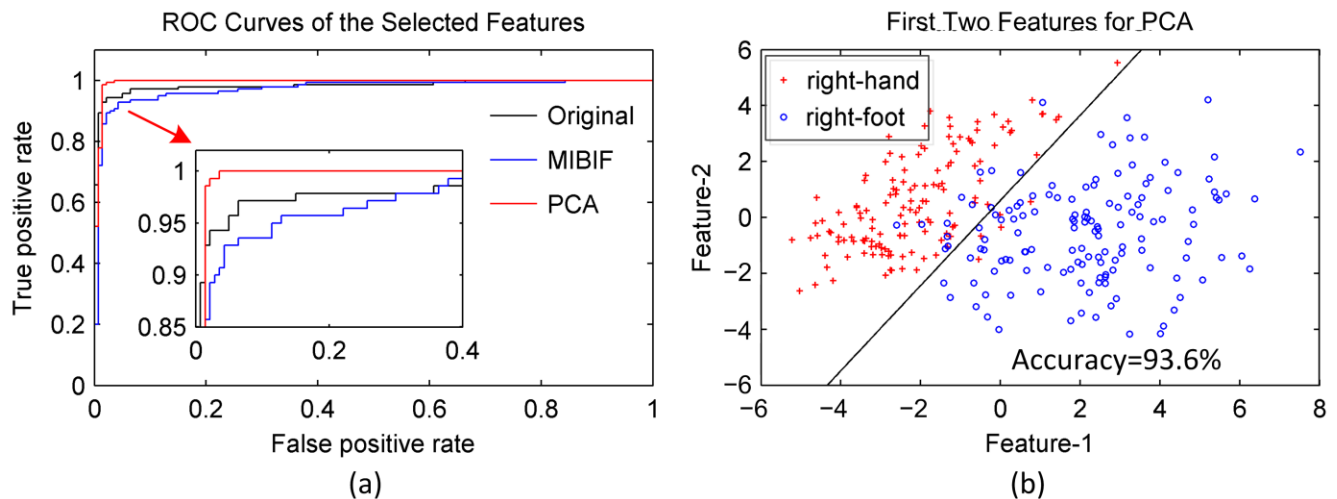 ROC Curves of the Selected Features
True positive rate
1
0.8
0.6
0.4
0.2
0
Original
MIBIF
PCA
1
0.95
0.9
0.85
0
0.2
0.4
0
0.2
0.4
0.6
0.8
1
False positive rate
(a)
First Two Features for PCA
Feature-2
6
4
2
0
−2
−4
−6
right-hand
right-foot
Accuracy=93.6%
−6
−4
−2
0
2
4
6
8
Feature-1
(b)